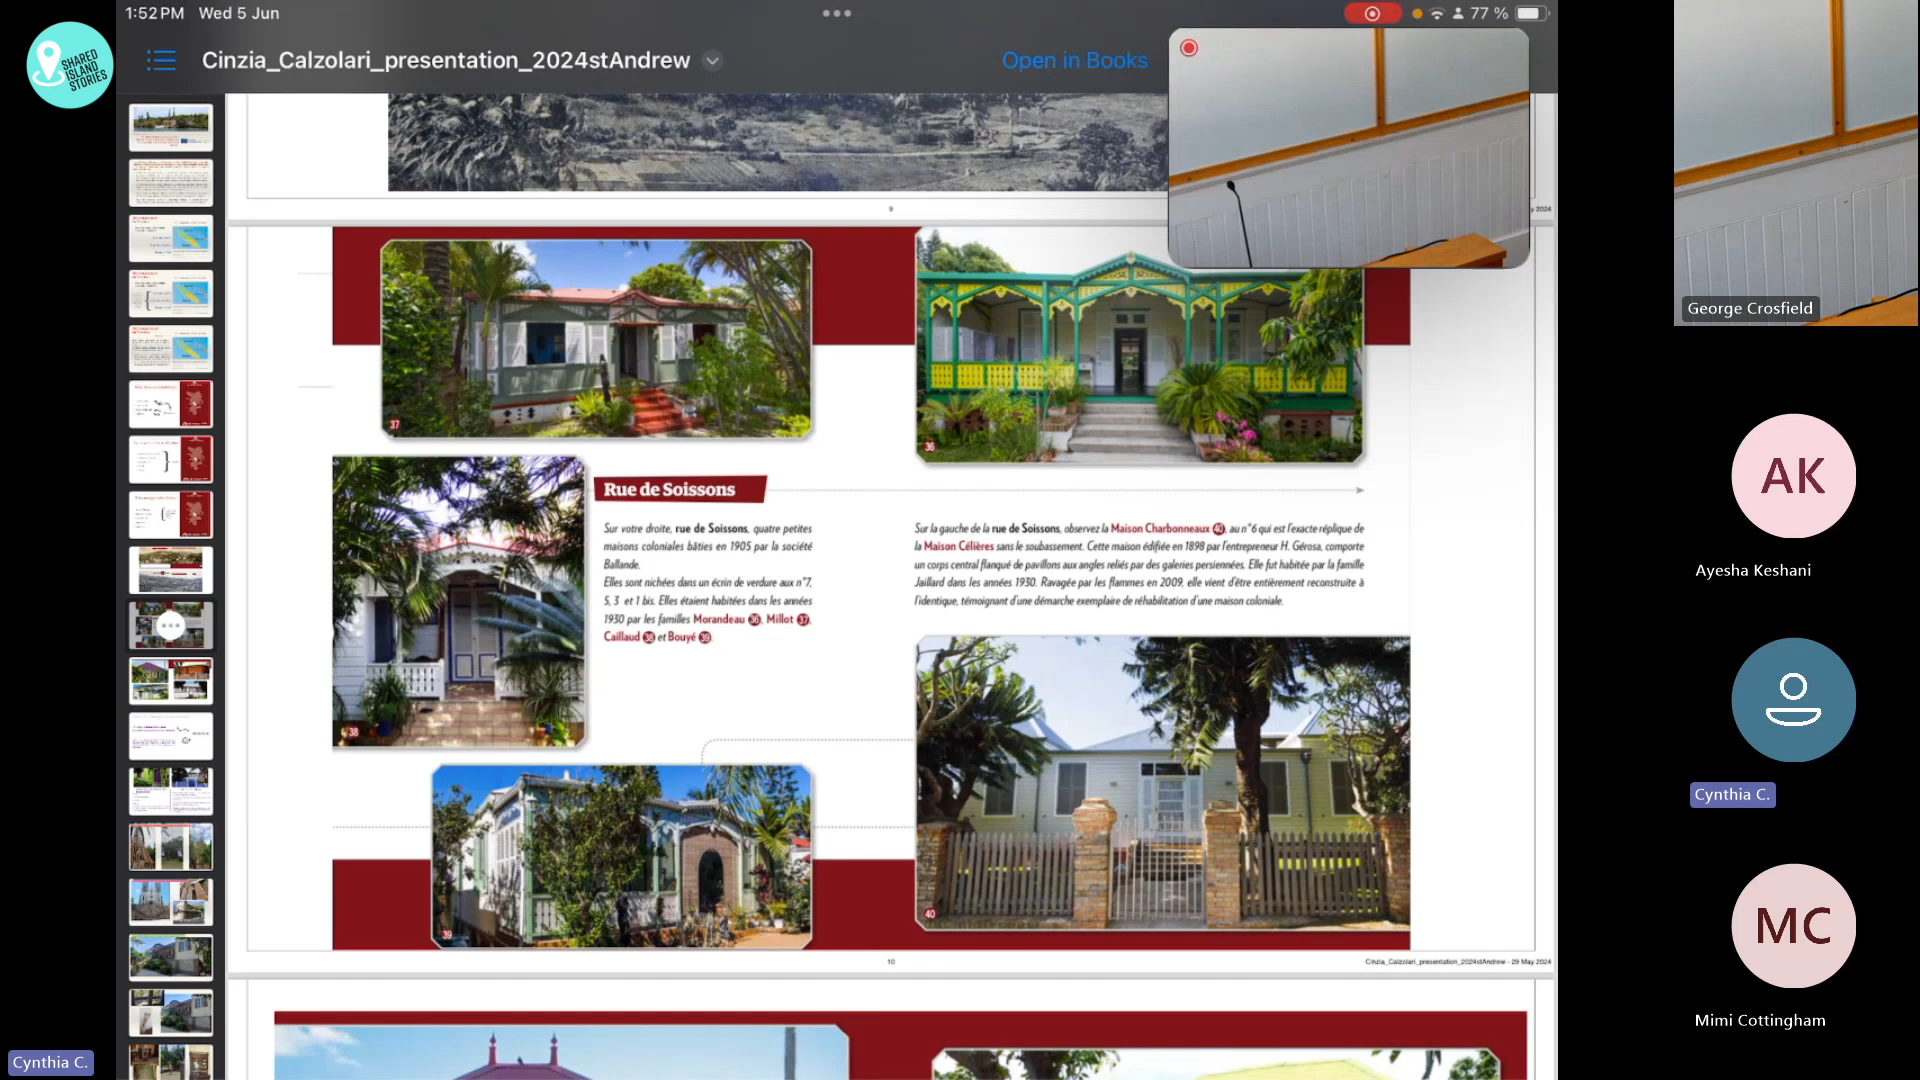 1:52 PM Wed 5 Jun
77 %
SHARED
ISLAND
STORIES
Cinzia_Calzolari_presentation_2024stAndrew
Open in Books
9
y 2024
37
36
Rue de Soissons
Sur votre droite, rue de Soissons, quatre petites
maisons coloniales bâties en 1905 par la société
Ballande.
Elles sont nichées dans un écrin de verdure aux n°7,
5, 3 et 1 bis. Elles étaient habitées dans les années
1930 par les familles Morandeau 36, Millot 37,
Caillaud 38 et Bouyé 39.
Sur la gauche de la rue de Soissons, observez la Maison Charbonneaux 40, au n°6 qui est l'exacte réplique de
la Maison Célières sans le soubassement. Cette maison édifiée en 1898 par l'entrepreneur H. Gérosa, comporte
un corps central flanqué de pavillons aux angles reliés par des galeries persiennées. Elle fut habitée par la famille
Jaillard dans les années 1930. Ravagée par les flammes en 2009, elle vient d'être entièrement reconstruite à
l'identique, témoignant d'une démarche exemplaire de réhabilitation d'une maison coloniale.
38
39
40
10
Cinzia_Calzolari_presentation_2024stAndrew - 29 May 2024
George Crosfield
AK
Ayesha Keshani
Cynthia C.
MC
Mimi Cottingham
Cynthia C.